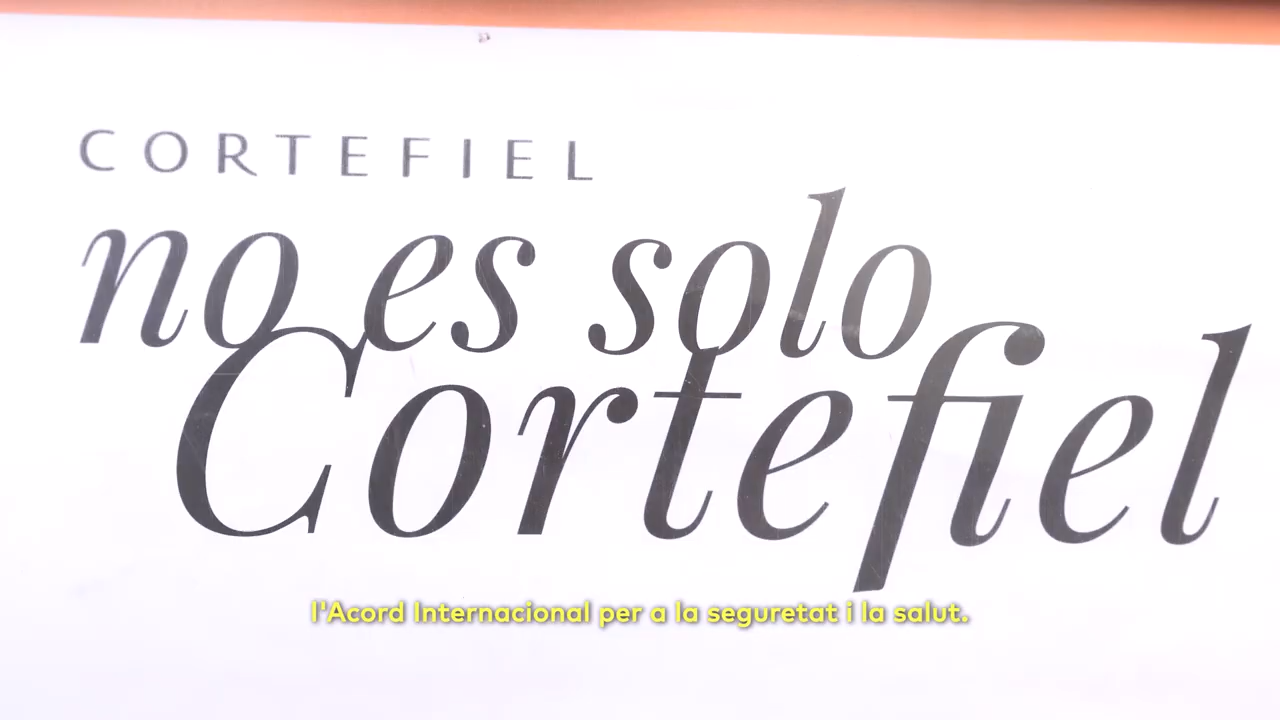 CORTEFIEL
no es solo
Cortefiel
l'Acord Internacional per a la seguretat i la salut.